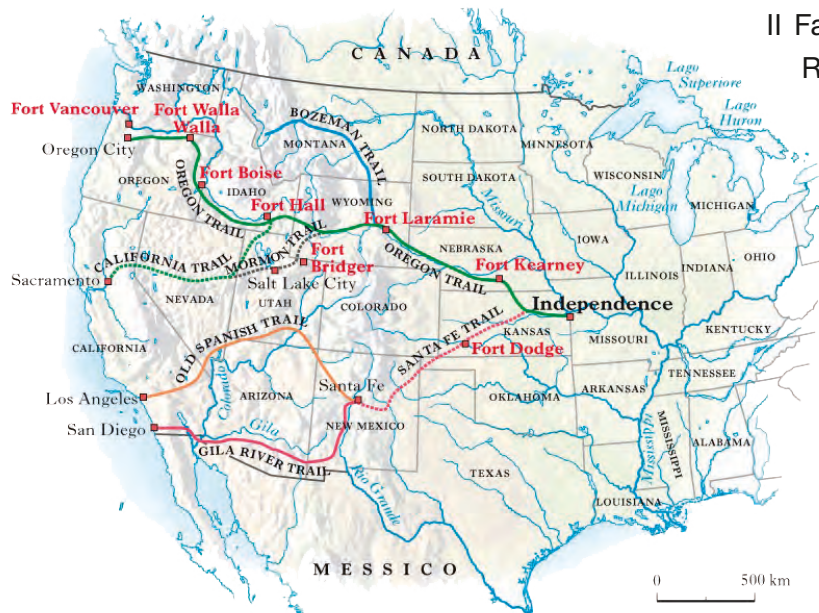 II Fa
R
CANADA
Lago
Superiore
Lago
Huron
WASHINGTON
Fort Vancouver
Fort Walla
Walla
Oregon City
BOZEMAN TRAIL
MONTANA
NORTH DAKOTA
MINNESOTA
WISCONSIN
Lago
Michigan
MICHIGAN
OREGON
OREGON TRAIL
Fort Boise
IDAHO
SOUTH DAKOTA
Missouri
WYOMING
Fort Hall
Fort Laramie
IOWA
NEBRASKA
CALIFORNIA TRAIL
MORMON TRAIL
Fort
Bridger
OREGON TRAIL
Fort Kearney
ILLINOIS
INDIANA
OHIO
Sacramento
Salt Lake City
NEVADA
UTAH
COLORADO
Independence
KANSAS
MISSOURI
KENTUCKY
CALIFORNIA
OLD SPANISH TRAIL
SANTA FE TRAIL
Fort Dodge
TENNESSEE
Los Angeles
Colorado
ARIZONA
Santa Fe
OKLAHOMA
ARKANSAS
San Diego
Gila
NEW MEXICO
GILA RIVER TRAIL
Mississippi
MISSISSIPPI
ALABAMA
TEXAS
Rio Grande
LOUISIANA
MESSICO
0 500 km